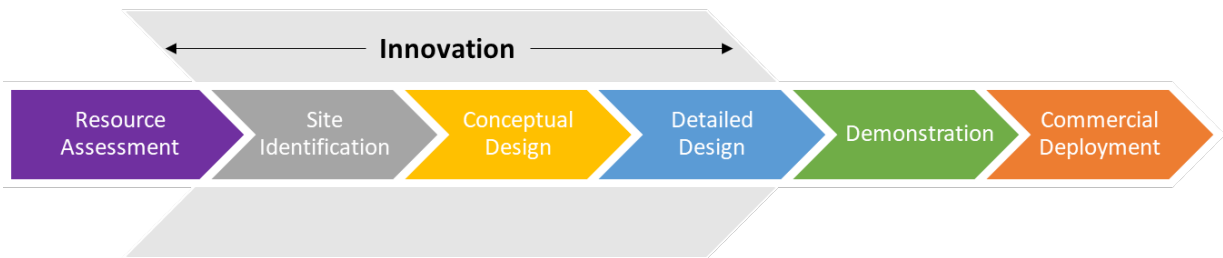 Innovation
Resource
Assessment
Site
Identification
Conceptual
Design
Detailed
Design
Demonstration
Commercial
Deployment